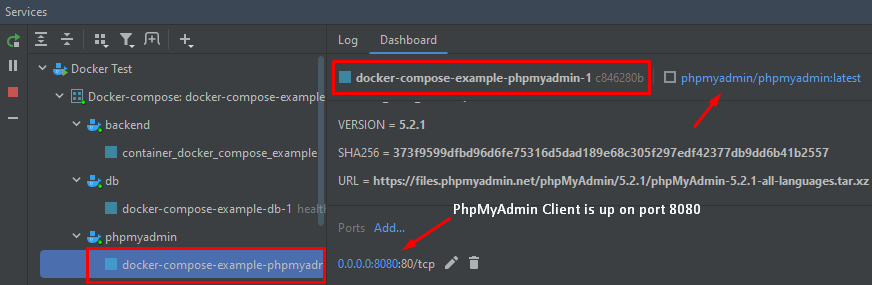 Services
Log Dashboard
Docker Test
docker-compose-example-phpmyadmin-1 c846280b
phpmyadmin/phpmyadmin:latest
Docker-compose: docker-compose-example
backend
container_docker_compose_example
db
docker-compose-example-db-1 health
phpmyadmin
docker-compose-example-phpmyadm
VERSION = 5.2.1
SHA256 = 373f9599dfbd96d6fe75316d5dad189e68c305f297edf42377db9dd6b41b2557
URL = https://files.phpmyadmin.net/phpMyAdmin/5.2.1/phpMyAdmin-5.2.1-all-languages.tar.xz
PhpMyAdmin Client is up on port 8080
Ports Add...
0.0.0.0:8080:80/tcp